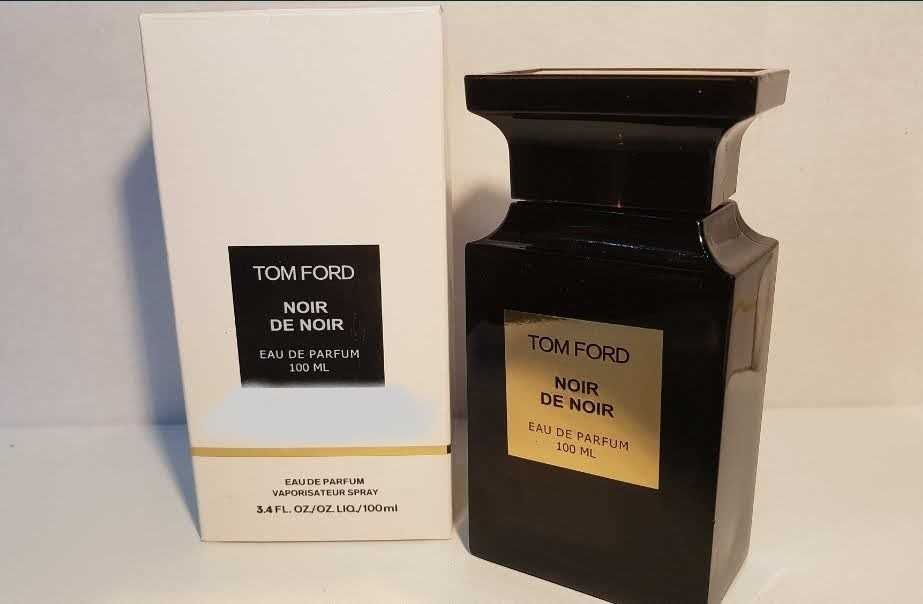 TOM FORD
NOIR
DE NOIR
EAU DE PARFUM
100 ML
EAU DE PARFUM
VAPORISATEUR SPRAY
3.4 FL. OZ./OZ. LIQ./100ml
TOM FORD
NOIR
DE NOIR
EAU DE PARFUM
100 ML